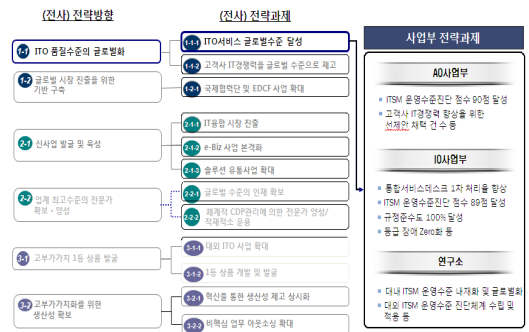 (전사) 전략방향
1-1 ITO 품질수준의 글로벌화
1-2 글로벌 시장 진출을 위한
기반 구축
2-1 신사업 발굴 및 육성
2-2 업계 최고수준의 전문가
확보·양성
3-1 고부가가치 1등 상품 발굴
3-2 고부가가치화를 위한
생산성 확보
(전사) 전략과제
1-1-1 ITO서비스 글로벌수준 달성
1-1-2 고객사 IT경쟁력을 글로벌 수준으로 제고
1-2-1 국제협력단 및 EDCF 사업 확대
2-1-1 IT융합 시장 진출
2-1-2 e-Biz 사업 본격화
2-1-3 솔루션 유통사업 확대
2-2-1 글로벌 수준의 인재 확보
2-2-2 체계적 CDP관리에 의한 전문가 양성/
적재적소 운용
3-1-1 대외 ITO 사업 확대
3-1-2 1등 상품 개발 및 발굴
3-2-1 혁신을 통한 생산성 제고 상시화
3-2-2 비핵심 업무 아웃소싱 확대
사업부 전략과제
AO사업부
ITSM 운영수준진단 점수 90점 달성
고객사 IT경쟁력 향상을 위한
선제안 채택 건 수 등
IO사업부
통합서비스데스크 1차 처리율 향상
ITSM 운영수준진단 점수 89점 달성
규정준수도 100% 달성
등급 장애 Zero화 등
연구소
대내 ITSM 운영수준 내재화 및 글로벌화
대외 ITSM 운영수준 진단체계 수립 및
적용 등